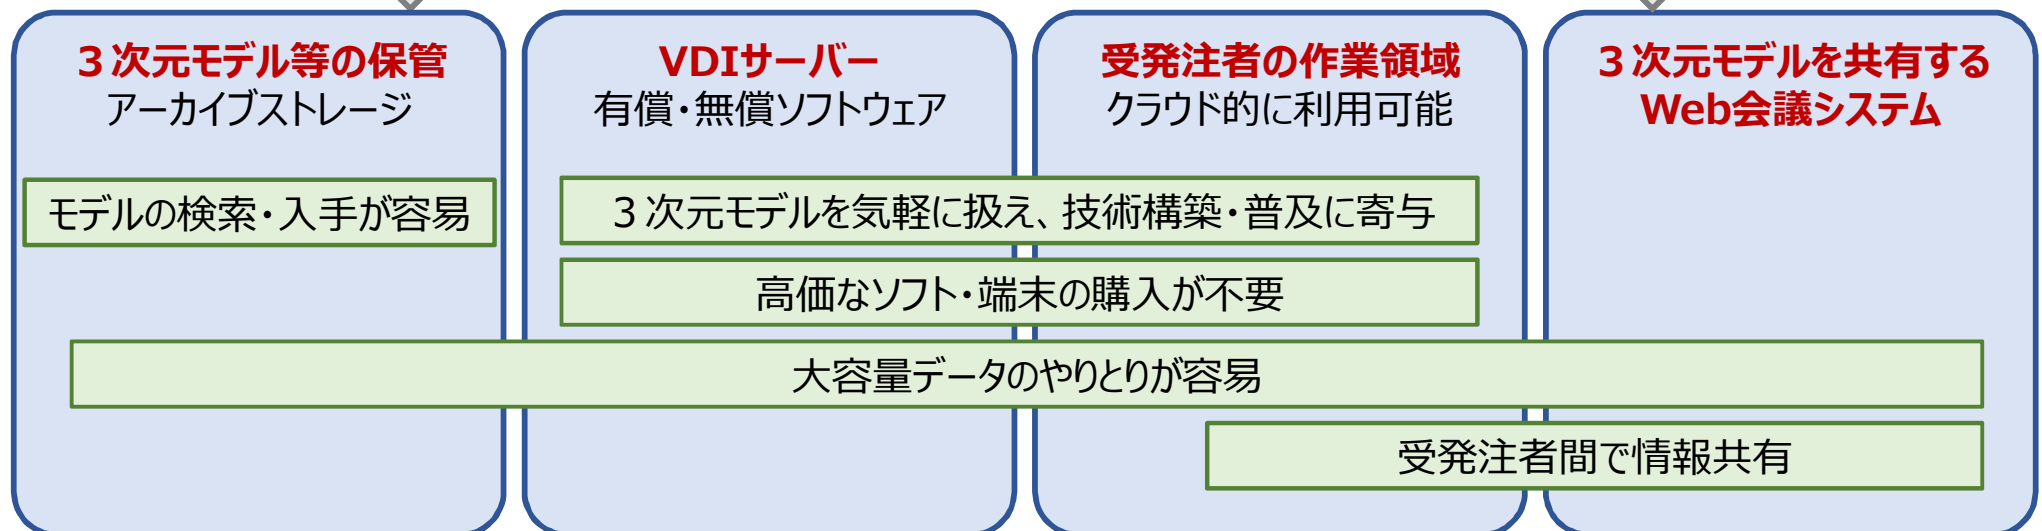 ３次元モデル等の保管
アーカイブストレージ
VDIサーバー
有償・無償ソフトウェア
受発注者の作業領域
クラウド的に利用可能
３次元モデルを共有する
Web会議システム
モデルの検索・入手が容易
３次元モデルを気軽に扱え、技術構築・普及に寄与
高価なソフト・端末の購入が不要
大容量データのやりとりが容易
受発注者間で情報共有